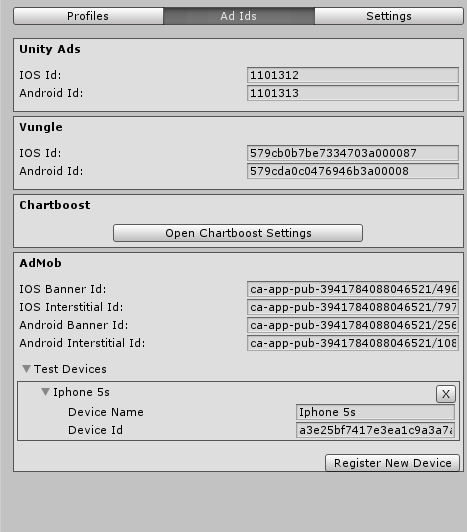 Profiles Ad Ids Settings
Unity Ads
IOS Id: 1101312
Android Id: 1101313
Vungle
IOS Id: 579cb0b7be7334703a000087
Android Id: 579cda0c0476946b3a00008
Chartboost
Open Chartboost Settings
AdMob
IOS Banner Id: ca-app-pub-3941784088046521/496
IOS Interstitial Id: ca-app-pub-3941784088046521/797
Android Banner Id: ca-app-pub-3941784088046521/256
Android Interstitial Id: ca-app-pub-3941784088046521/108
Test Devices
Iphone 5s X
Device Name Iphone 5s
Device Id a3e25bf7417e3ea1c9a3a7a
Register New Device